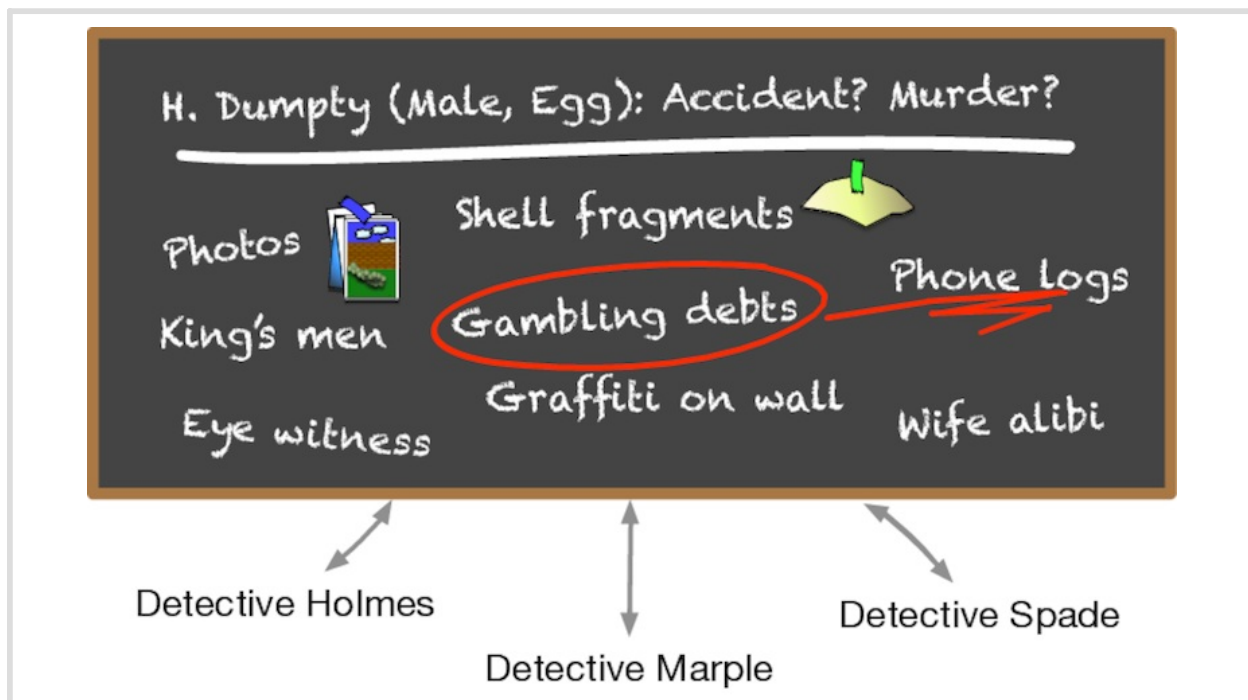 H. Dumpty (Male, Egg): Accident? Murder?
Shell fragments
Photos
Phone logs
Gambling debts
King's men
Graffiti on wall
Wife alibi
Eye witness
Detective Holmes
Detective Spade
Detective Marple